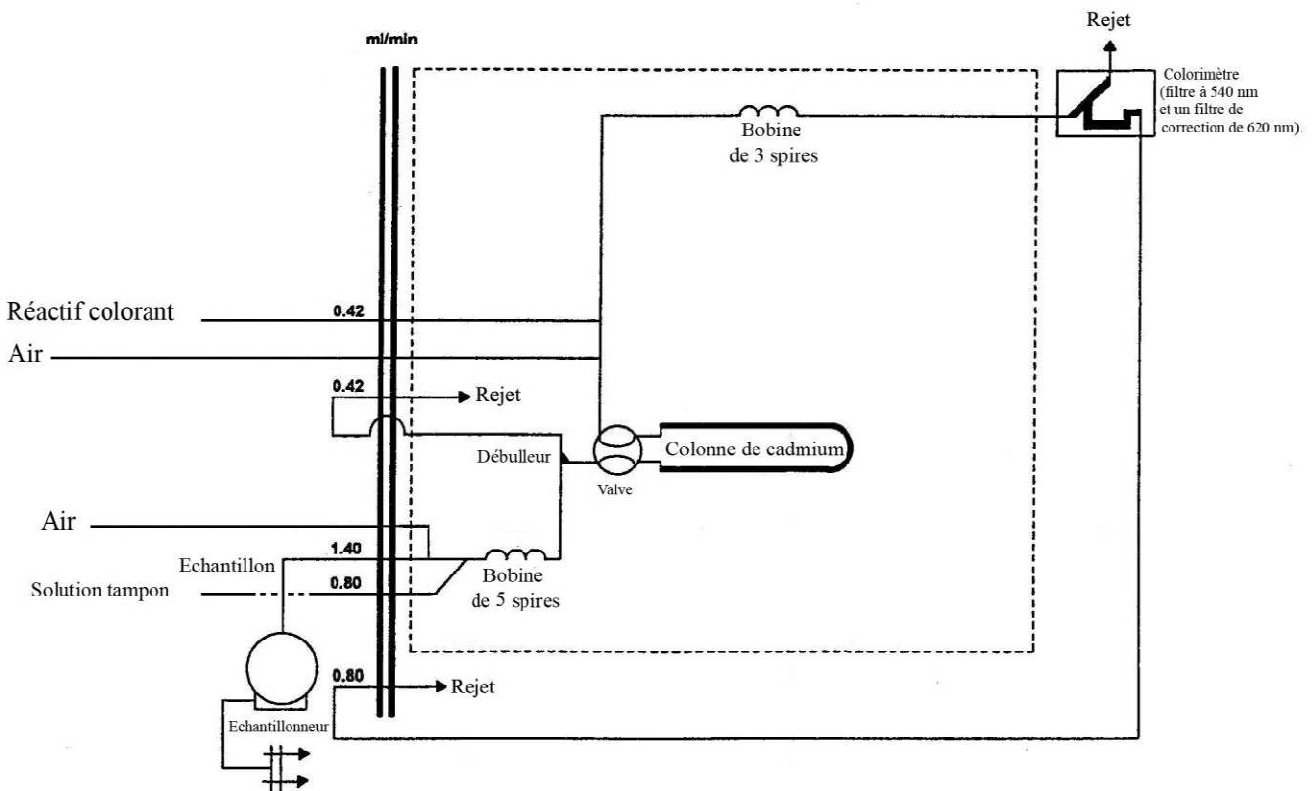 Rejet
ml/min
Colorimètre
(filtre à 540 nm
et un filtre de
correction de 620 nm).
Bobine
de 3 spires
Réactif colorant
0.42
Air
0.42
Rejet
Débulleur
Colonne de cadmium
Valve
Air
1.40
Echantillon
Solution tampon
0.80
Bobine
de 5 spires
0.80
Rejet
Echantillonneur